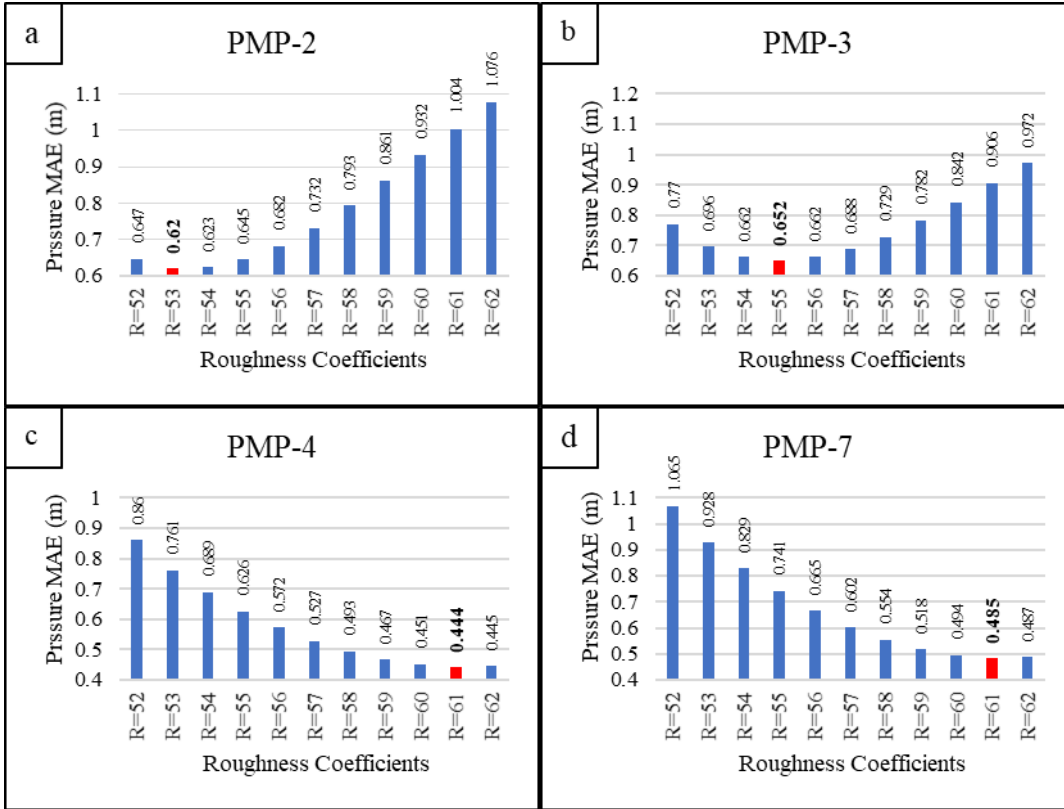 a
PMP-2
Prssure MAE (m)
1.1
1
0.9
0.8
0.7
0.6
0.647
0.62
0.623
0.645
0.682
0.732
0.793
0.861
0.932
1.004
1.076
R=52
R=53
R=54
R=55
R=56
R=57
R=58
R=59
R=60
R=61
R=62
Roughness Coefficients
b
PMP-3
Prssure MAE (m)
1.2
1.1
1
0.9
0.8
0.7
0.6
0.77
0.696
0.662
0.652
0.662
0.688
0.729
0.782
0.842
0.906
0.972
R=52
R=53
R=54
R=55
R=56
R=57
R=58
R=59
R=60
R=61
R=62
Roughness Coefficients
c
PMP-4
Prssure MAE (m)
1
0.9
0.8
0.7
0.6
0.5
0.4
0.86
0.761
0.689
0.626
0.572
0.527
0.493
0.467
0.451
0.444
0.445
R=52
R=53
R=54
R=55
R=56
R=57
R=58
R=59
R=60
R=61
R=62
Roughness Coefficients
d
PMP-7
Prssure MAE (m)
1.1
1
0.9
0.8
0.7
0.6
0.5
0.4
1.065
0.928
0.829
0.741
0.665
0.602
0.554
0.518
0.494
0.485
0.487
R=52
R=53
R=54
R=55
R=56
R=57
R=58
R=59
R=60
R=61
R=62
Roughness Coefficients